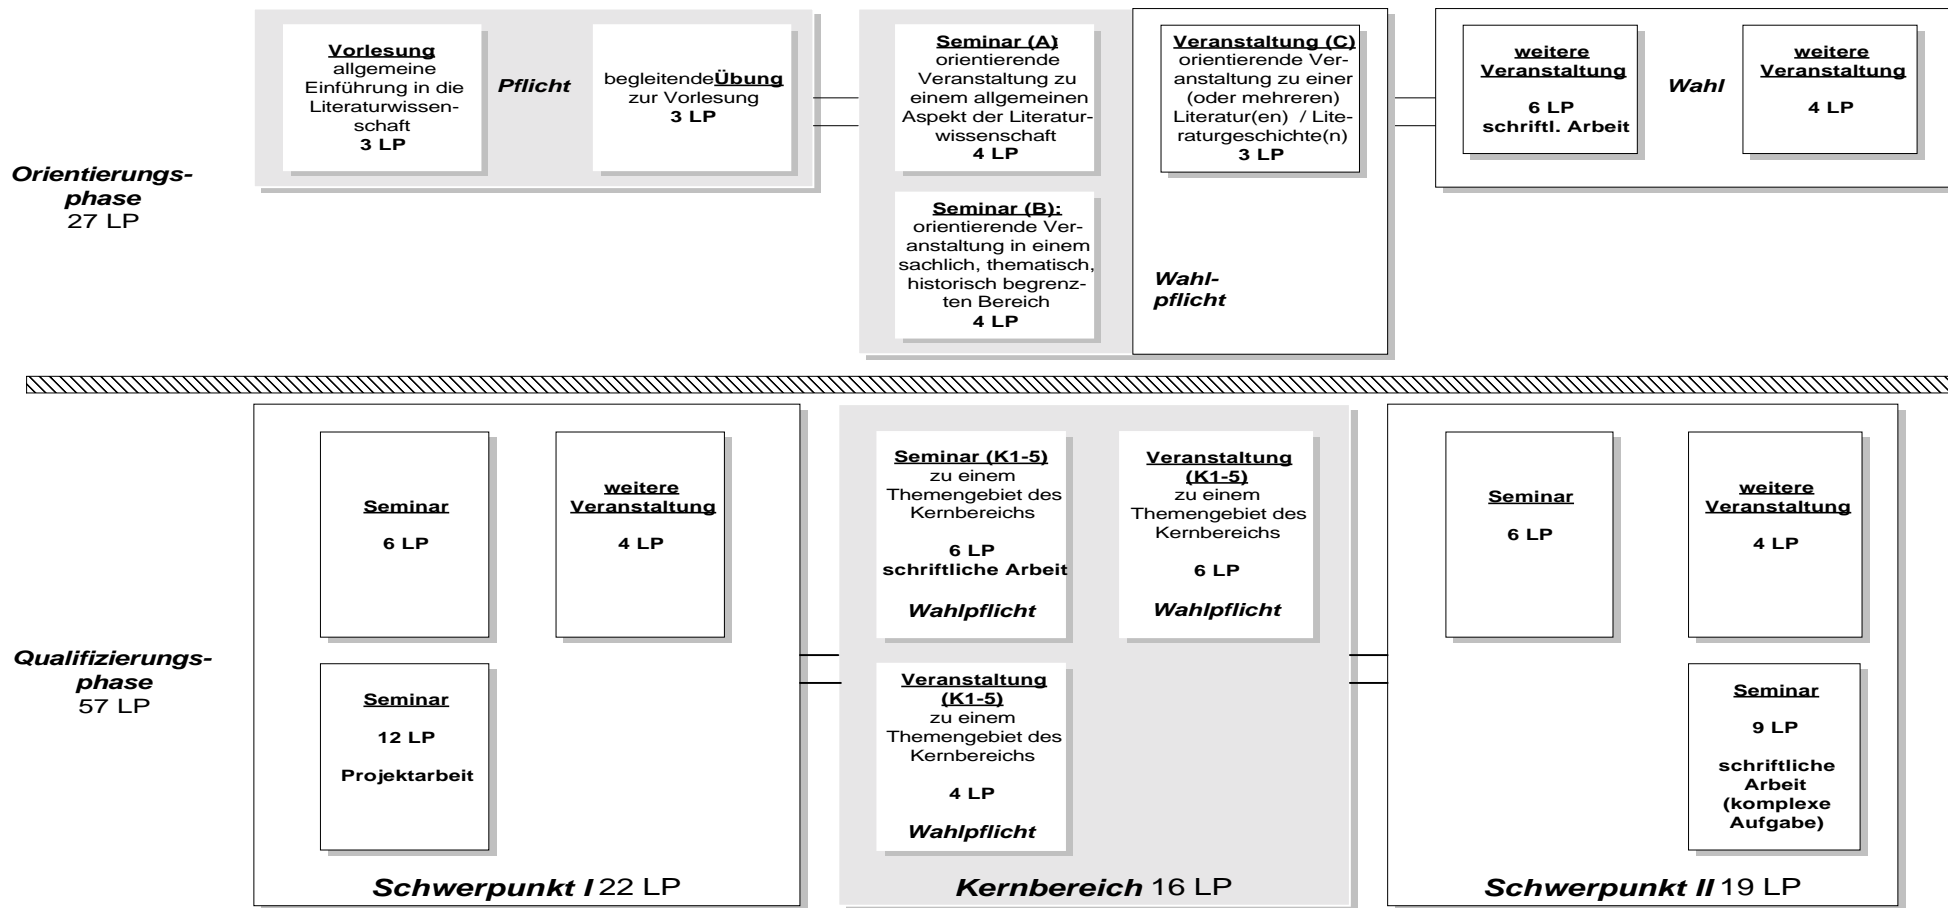 Orientierungs-
phase
27 LP
Vorlesung
allgemeine
Einführung in die
Literaturwissen-
schaft
3 LP
Pflicht
begleitendeÜbung
zur Vorlesung
3 LP
Seminar (A)
orientierende
Veranstaltung zu
einem allgemeinen
Aspekt der Literatur-
wissenschaft
4 LP
Seminar (B):
orientierende Ver-
anstaltung in einem
sachlich, thematisch,
historisch begrenz-
ten Bereich
4 LP
Veranstaltung (C)
orientierende Ver-
anstaltung zu einer
(oder mehreren)
Literatur(en) / Lite-
raturgeschichte(n)
3 LP
Wahl-
pflicht
weitere
Veranstaltung
6 LP
schriftl. Arbeit
Wahl
weitere
Veranstaltung
4 LP
Qualifizierungs-
phase
57 LP
Seminar
6 LP
weitere
Veranstaltung
4 LP
Seminar
12 LP
Projektarbeit
Schwerpunkt I 22 LP
Seminar (K1-5)
zu einem
Themengebiet des
Kernbereichs
6 LP
schriftliche Arbeit
Wahlpflicht
Veranstaltung
(K1-5)
zu einem
Themengebiet des
Kernbereichs
6 LP
Wahlpflicht
Veranstaltung
(K1-5)
zu einem
Themengebiet des
Kernbereichs
4 LP
Wahlpflicht
Kernbereich 16 LP
Seminar
6 LP
weitere
Veranstaltung
4 LP
Seminar
9 LP
schriftliche
Arbeit
(komplexe
Aufgabe)
Schwerpunkt II 19 LP